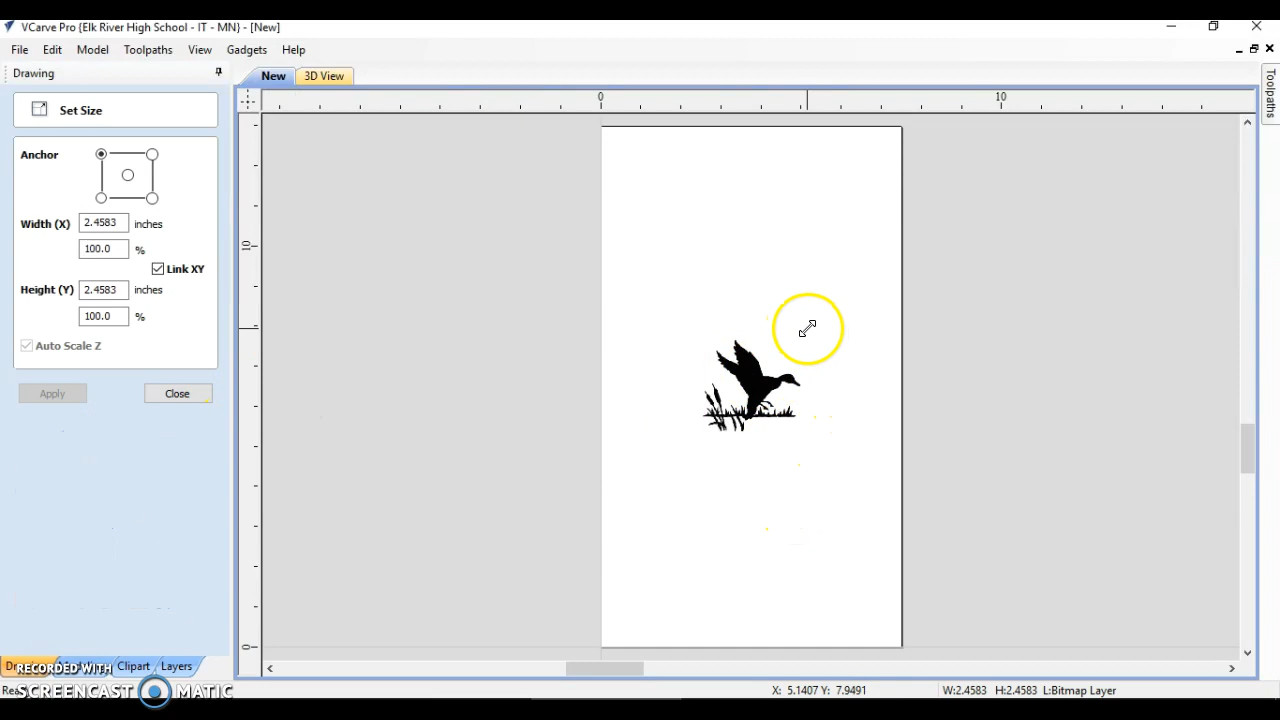 VCarve Pro {Elk River High School - IT - MN} - [New]
File Edit Model Toolpaths View Gadgets Help
Drawing
New 3D View
Toolpaths
Set Size
0 10
Anchor
Width (X) 2.4583 inches
100.0 %
Link XY
Height (Y) 2.4583 inches
100.0 %
Auto Scale Z
Apply Close
10
0
Clipart Layers
RECORDED WITH
SCREENCAST MATIC
X: 5.1407 Y: 7.9491 W:2.4583 H:2.4583 L:Bitmap Layer